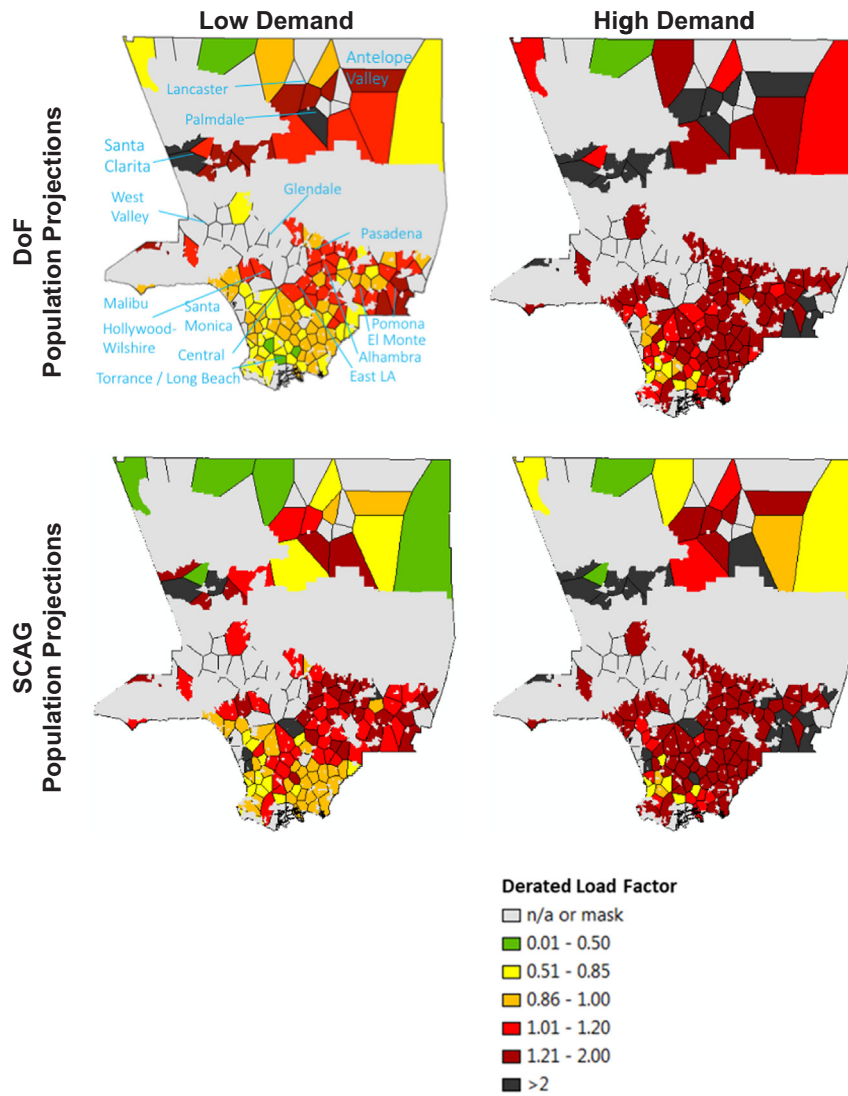 Low Demand
High Demand
DoF
Population Projections
Antelope
Valley
Lancaster
Palmdale
Santa
Clarita
West
Valley
Glendale
Pasadena
Malibu
Santa
Monica
Hollywood-
Wilshire
Central
Torrance / Long Beach
Pomona
El Monte
Alhambra
East LA
SCAG
Population Projections
Derated Load Factor
n/a or mask
0.01 - 0.50
0.51 - 0.85
0.86 - 1.00
1.01 - 1.20
1.21 - 2.00
>2